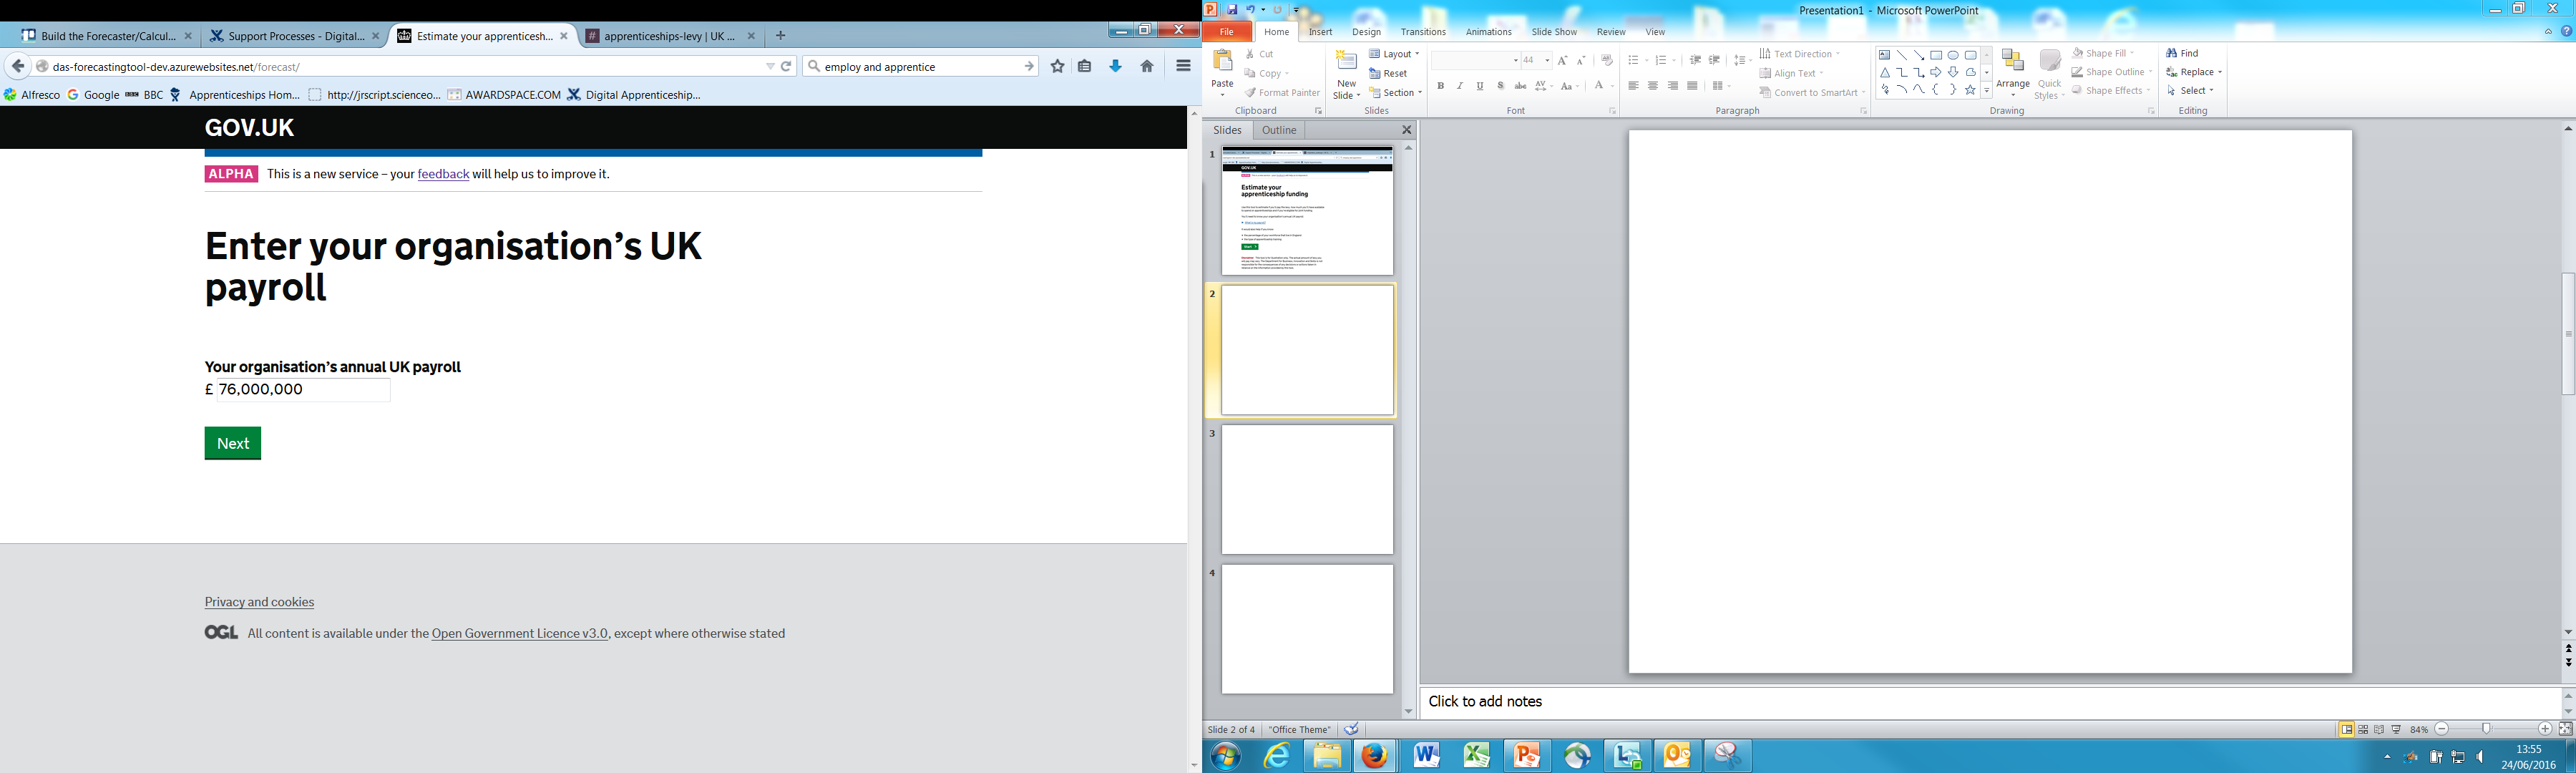 Build the Forecaster/Calcul...
Support Processes - Digital...
Estimate your apprenticesh...
apprenticeships-levy | UK ...
das-forecastingtool-dev.azurewebsites.net/forecast/
employ and apprentice
Alfresco
Google
BBC
Apprenticeships Hom...
http://jrscript.scienceo...
AWARDSPACE.COM
Digital Apprenticeship...
GOV.UK
ALPHA This is a new service – your feedback will help us to improve it.
Enter your organisation’s UK
payroll
Your organisation’s annual UK payroll
£ 76,000,000
Next
Privacy and cookies
OGL All content is available under the Open Government Licence v3.0, except where otherwise stated
Presentation1 - Microsoft PowerPoint
File Home Insert Design Transitions Animations Slide Show Review View
Paste
Cut
Copy
Format Painter
Clipboard
New
Slide
Layout
Reset
Section
Slides
44
Font
Text Direction
Align Text
Convert to SmartArt
Paragraph
Arrange
Quick
Styles
Shape Fill
Shape Outline
Shape Effects
Drawing
Find
Replace
Select
Editing
Slides Outline
1
GOV.UK
Estimate your
apprenticeship funding
2
3
4
Click to add notes
Slide 2 of 4
"Office Theme"
84%
13:55
24/06/2016